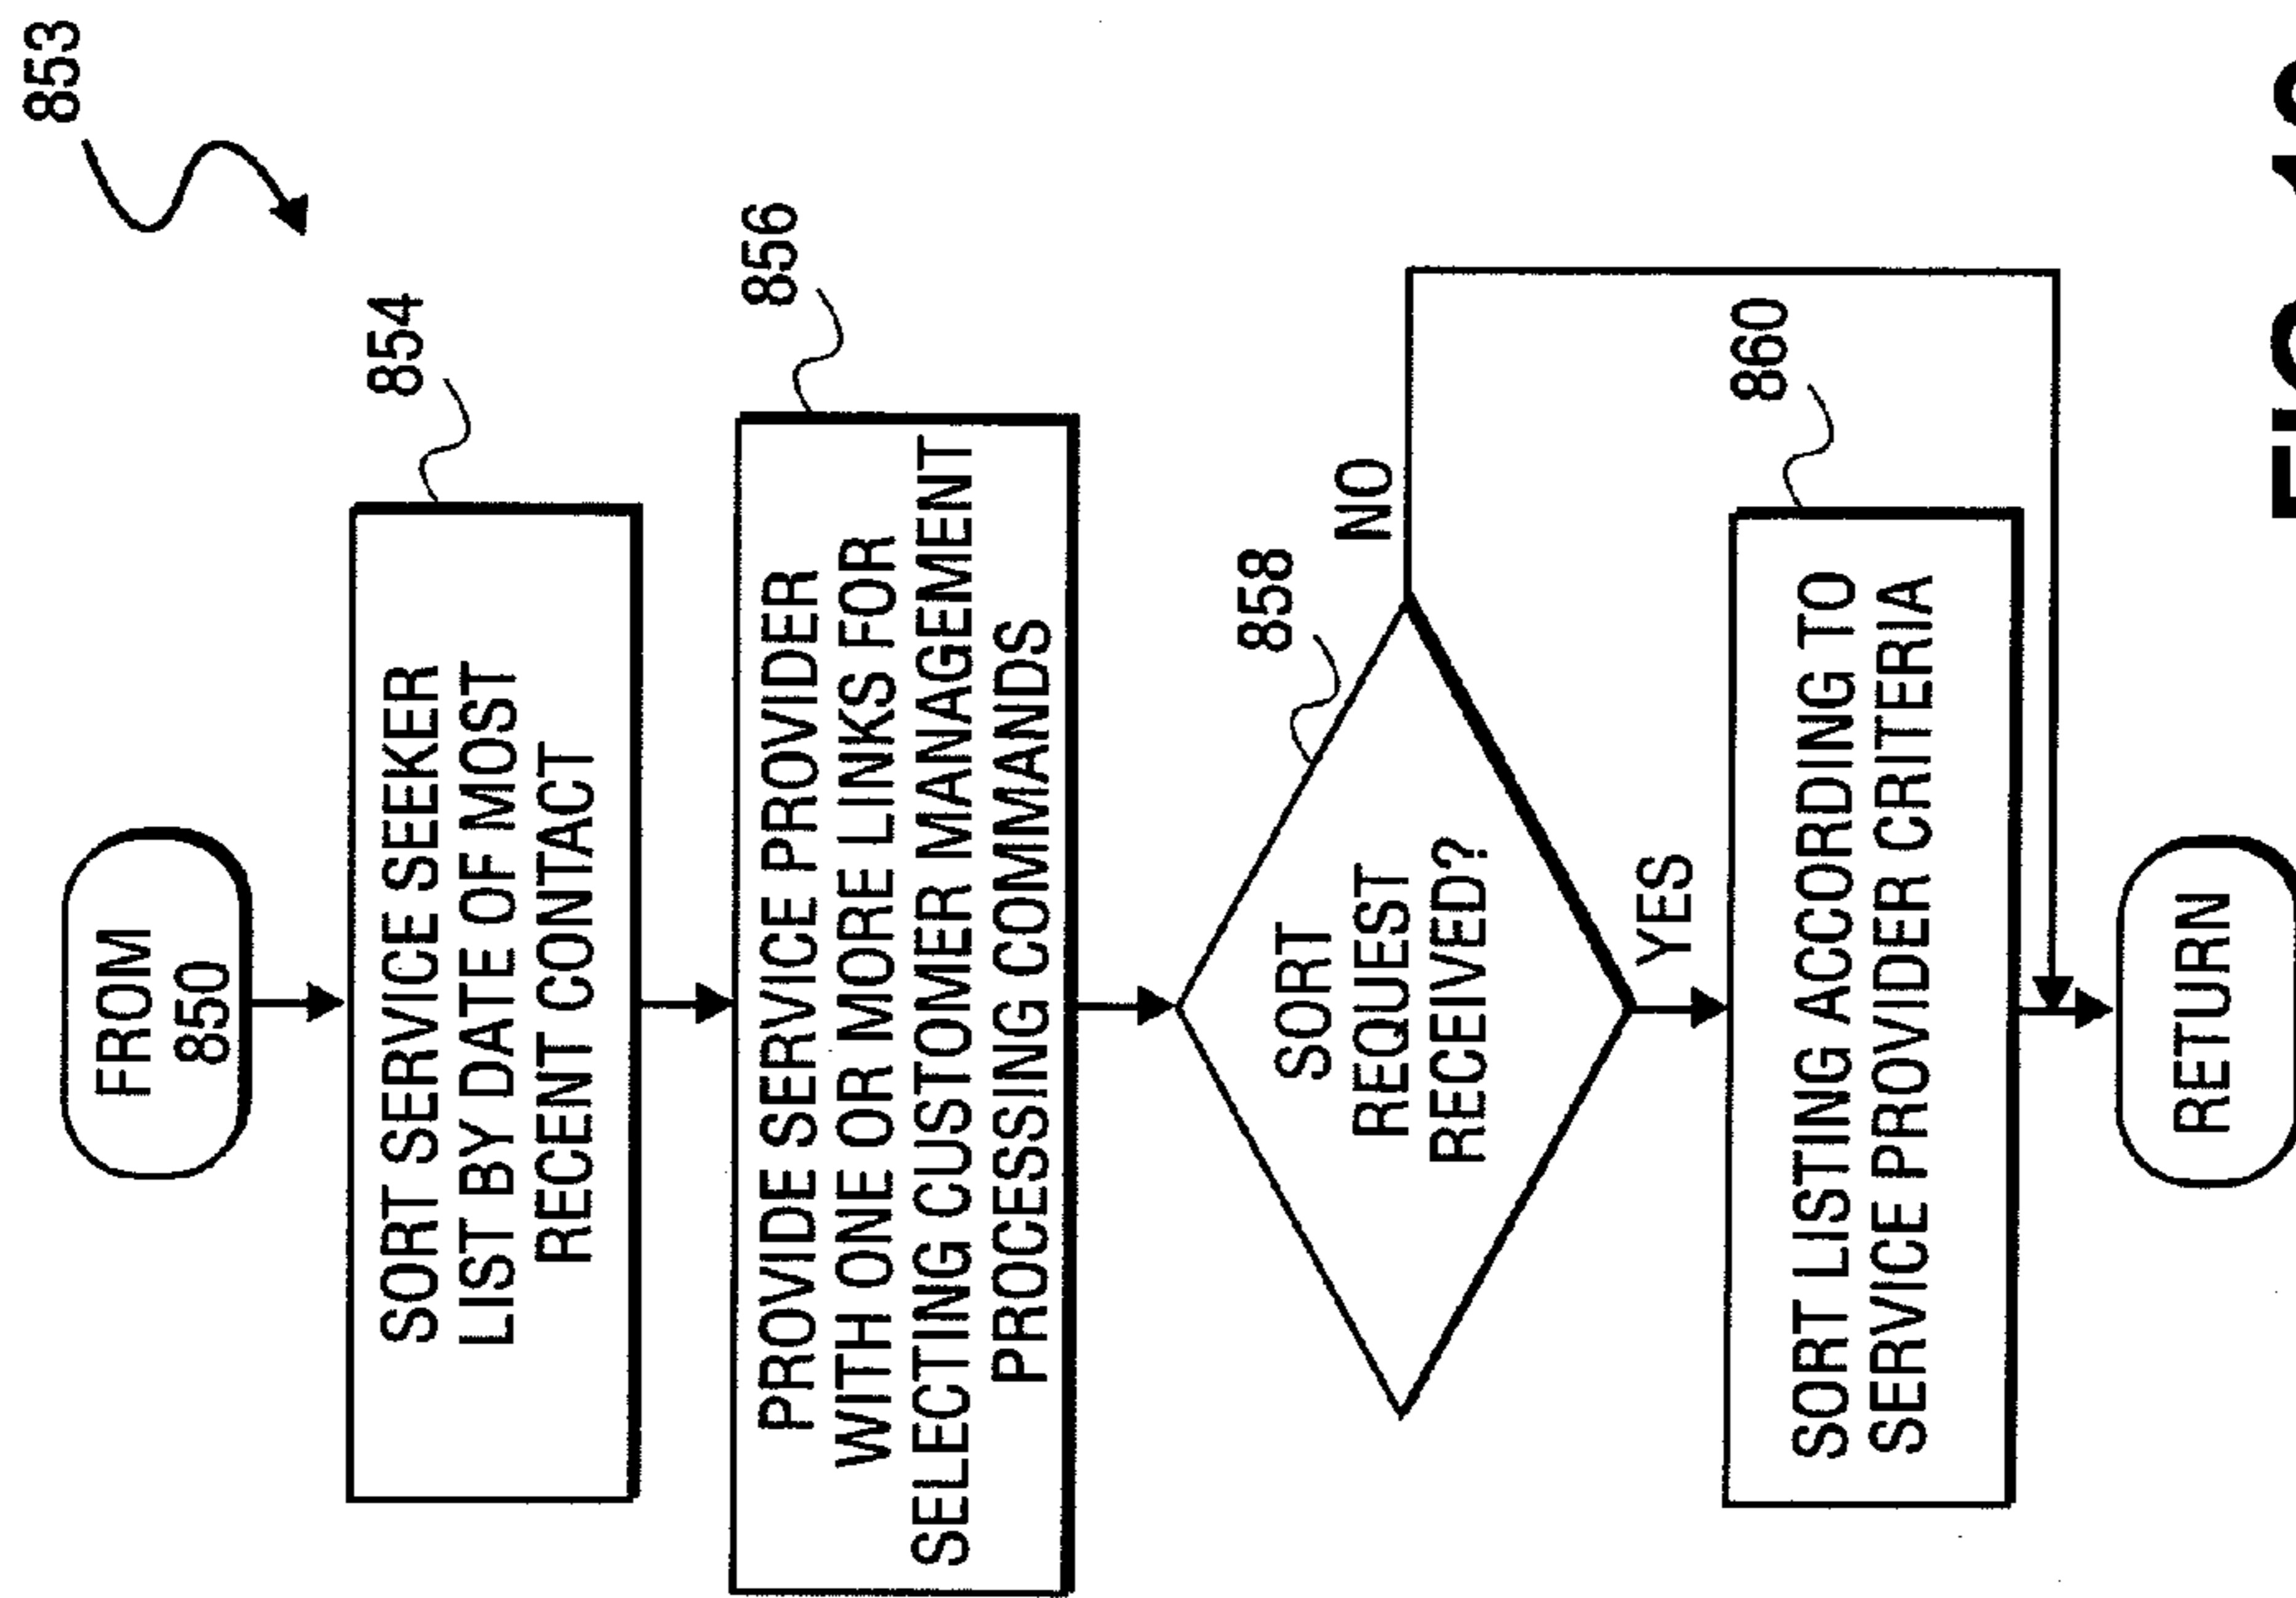 853
FROM
850
854
SORT SERVICE SEEKER
LIST BY DATE OF MOST
RECENT CONTACT
856
PROVIDE SERVICE PROVIDER
WITH ONE OR MORE LINKS FOR
SELECTING CUSTOMER MANAGEMENT
PROCESSING COMMANDS
858
SORT
REQUEST
RECEIVED?
NO
YES
860
SORT LISTING ACCORDING TO
SERVICE PROVIDER CRITERIA
RETURN